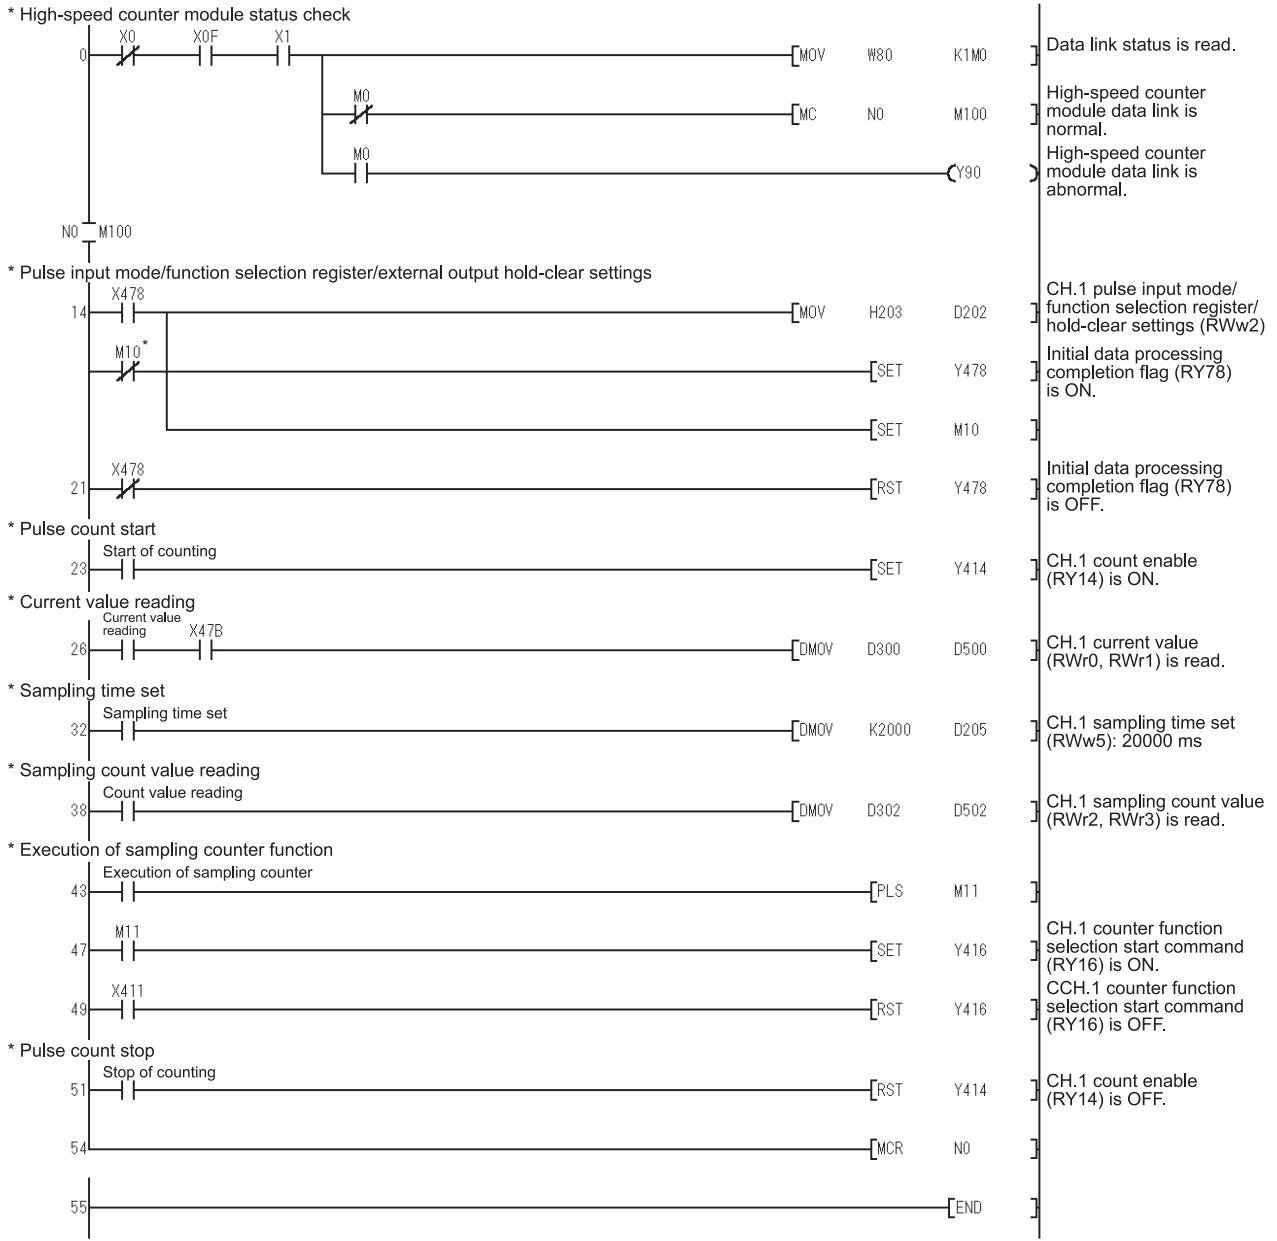 * High-speed counter module status check
X0 X0F X1
0 MOV W80 K1M0 Data link status is read.
M0
MC N0 M100
High-speed counter
module data link is
normal.
M0
Y90
High-speed counter
module data link is
abnormal.
N0 M100
* Pulse input mode/function selection register/external output hold-clear settings
X478
14 MOV H203 D202
CH.1 pulse input mode/
function selection register/
hold-clear settings (RWw2)
M10 *
SET Y478
Initial data processing
completion flag (RY78)
is ON.
SET M10
X478
21 RST Y478
Initial data processing
completion flag (RY78)
is OFF.
* Pulse count start
Start of counting
23 SET Y414
CH.1 count enable
(RY14) is ON.
* Current value reading
Current value
reading X47B
26 DMOV D300 D500
CH.1 current value
(RWr0, RWr1) is read.
* Sampling time set
Sampling time set
32 DMOV K2000 D205
CH.1 sampling time set
(RWw5): 20000 ms
* Sampling count value reading
Count value reading
38 DMOV D302 D502
CH.1 sampling count value
(RWr2, RWr3) is read.
* Execution of sampling counter function
Execution of sampling counter
43 PLS M11
M11
47 SET Y416
CH.1 counter function
selection start command
(RY16) is ON.
X411
49 RST Y416
CCH.1 counter function
selection start command
(RY16) is OFF.
* Pulse count stop
Stop of counting
51 RST Y414
CH.1 count enable
(RY14) is OFF.
54 MCR N0
55 END